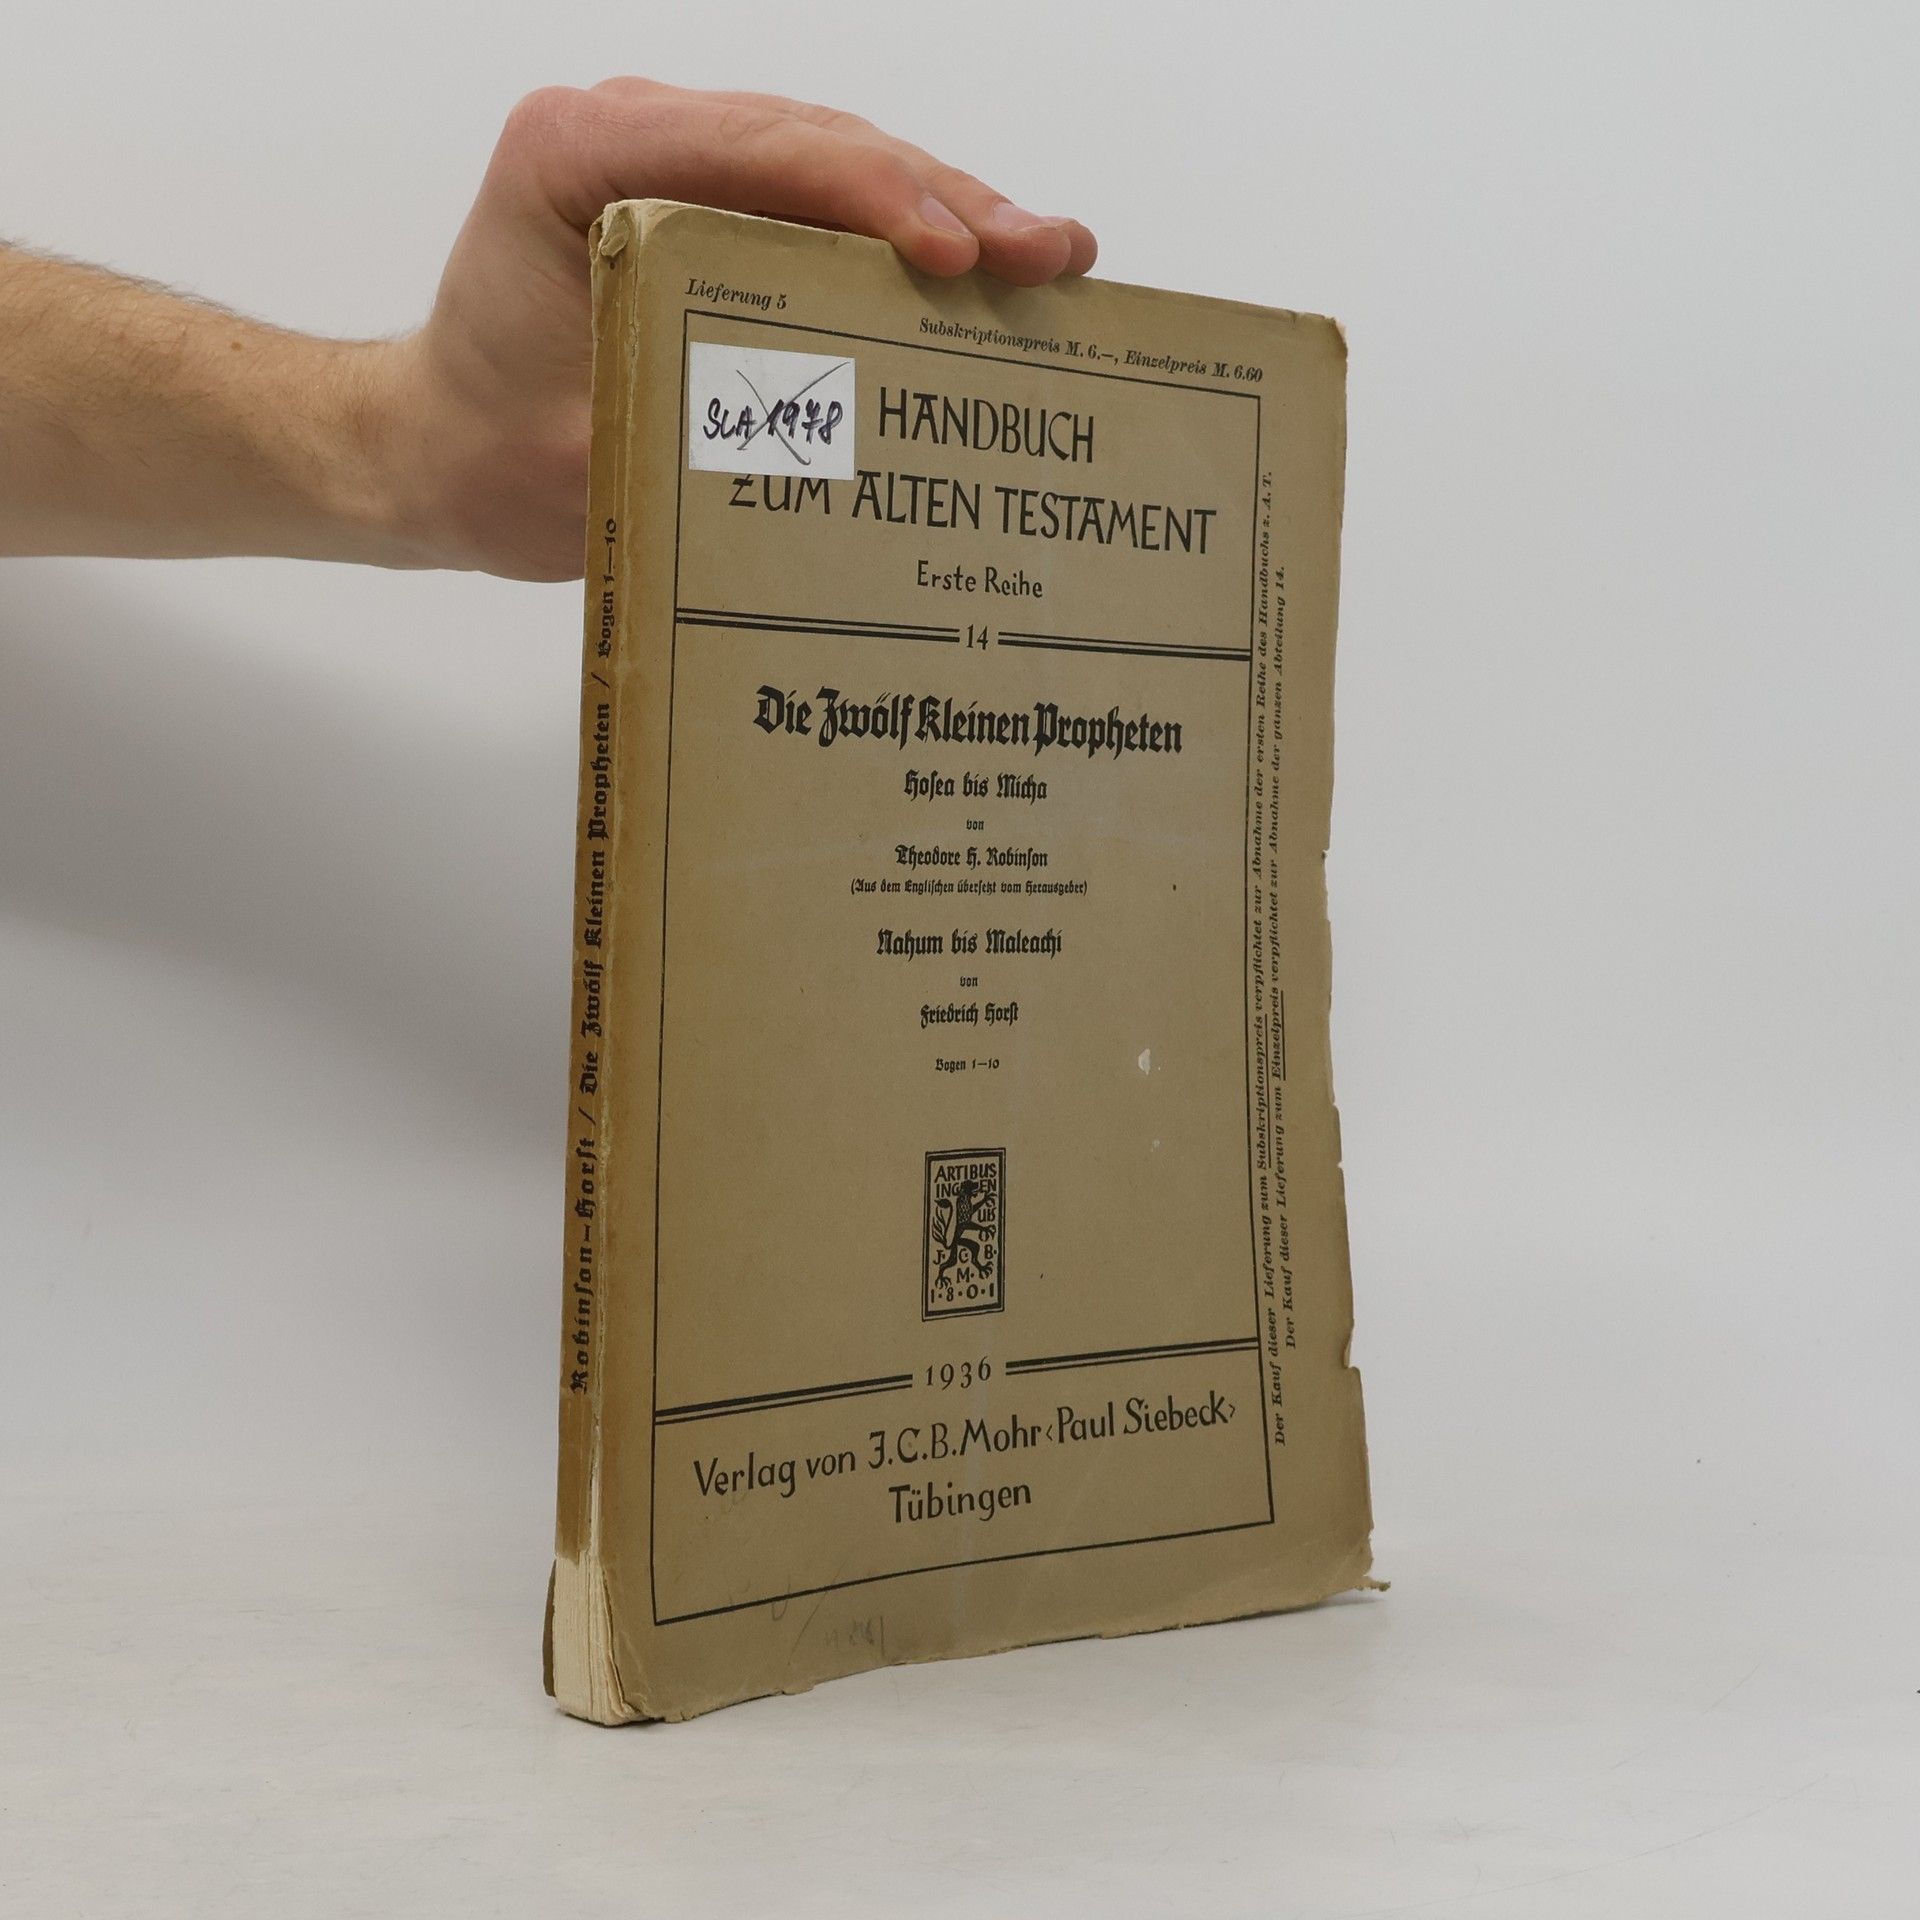 Lieferung 5
Subskriptionspreis M. 6.—, Einzelpreis M. 6.60
SLA 1978
HANDBUCH
ZUM ALTEN TESTAMENT
Erste Reihe
14
Die Zwölf Kleinen Propheten
Hosea bis Micha
von
Theodore H. Robinson
(Aus dem Englischen übersetzt vom Herausgeber)
Nahum bis Maleachi
von
Friedrich Horst
Bogen 1—10
ARTIBUS
J. C. B.
M.
1·8·0·1
1936
Verlag von J.C.B.Mohr ‹Paul Siebeck›
Tübingen
Der Kauf dieser Lieferung zum Subskriptionspreis verpflichtet zur Abnahme der ersten Reihe des Handbuchs z. A. T.
Der Kauf dieser Lieferung zum Einzelpreis verpflichtet zur Abnahme der ganzen Abteilung 14.
Robinson—Horst / Die Zwölf Kleinen Propheten / Bogen 1—10